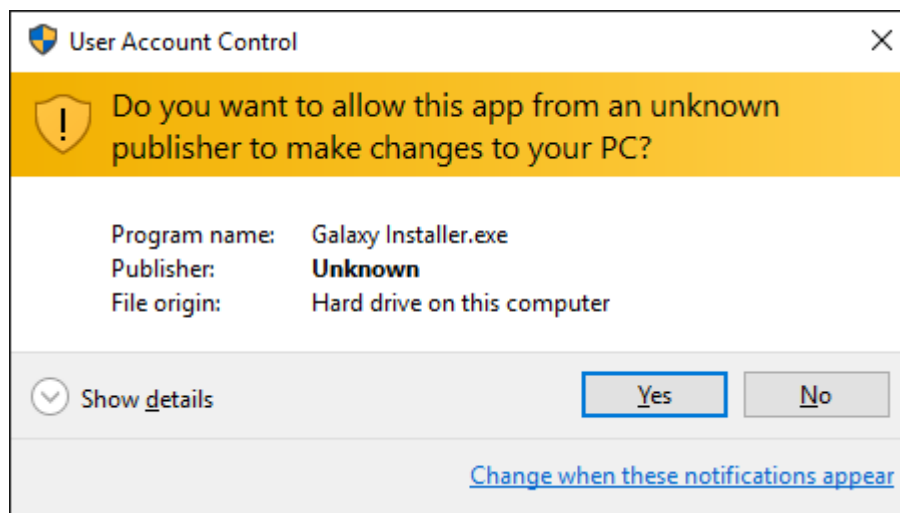 User Account Control
Do you want to allow this app from an unknown
publisher to make changes to your PC?
Program name: Galaxy Installer.exe
Publisher: Unknown
File origin: Hard drive on this computer
Show details
Yes
No
Change when these notifications appear